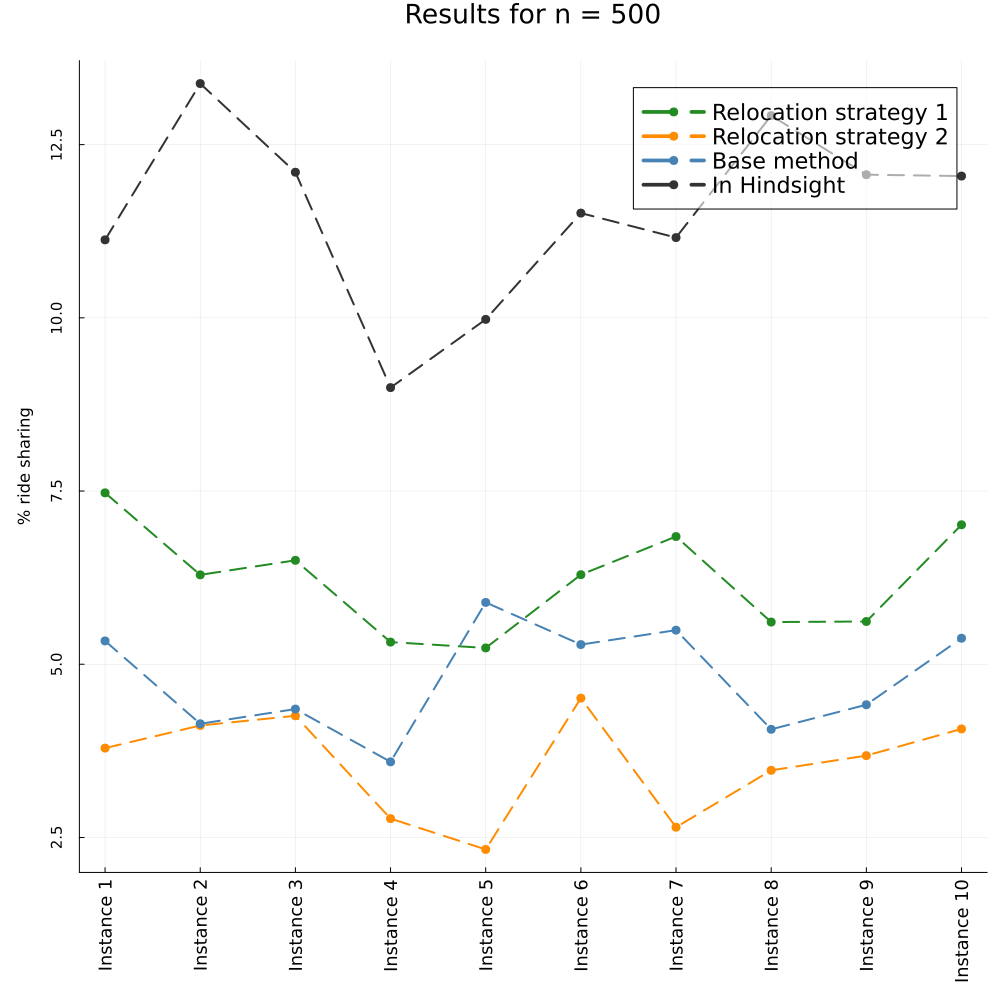 Results for n = 500
Relocation strategy 1
Relocation strategy 2
Base method
In Hindsight
12.5
10.0
7.5
5.0
2.5
% ride sharing
Instance 1
Instance 2
Instance 3
Instance 4
Instance 5
Instance 6
Instance 7
Instance 8
Instance 9
Instance 10